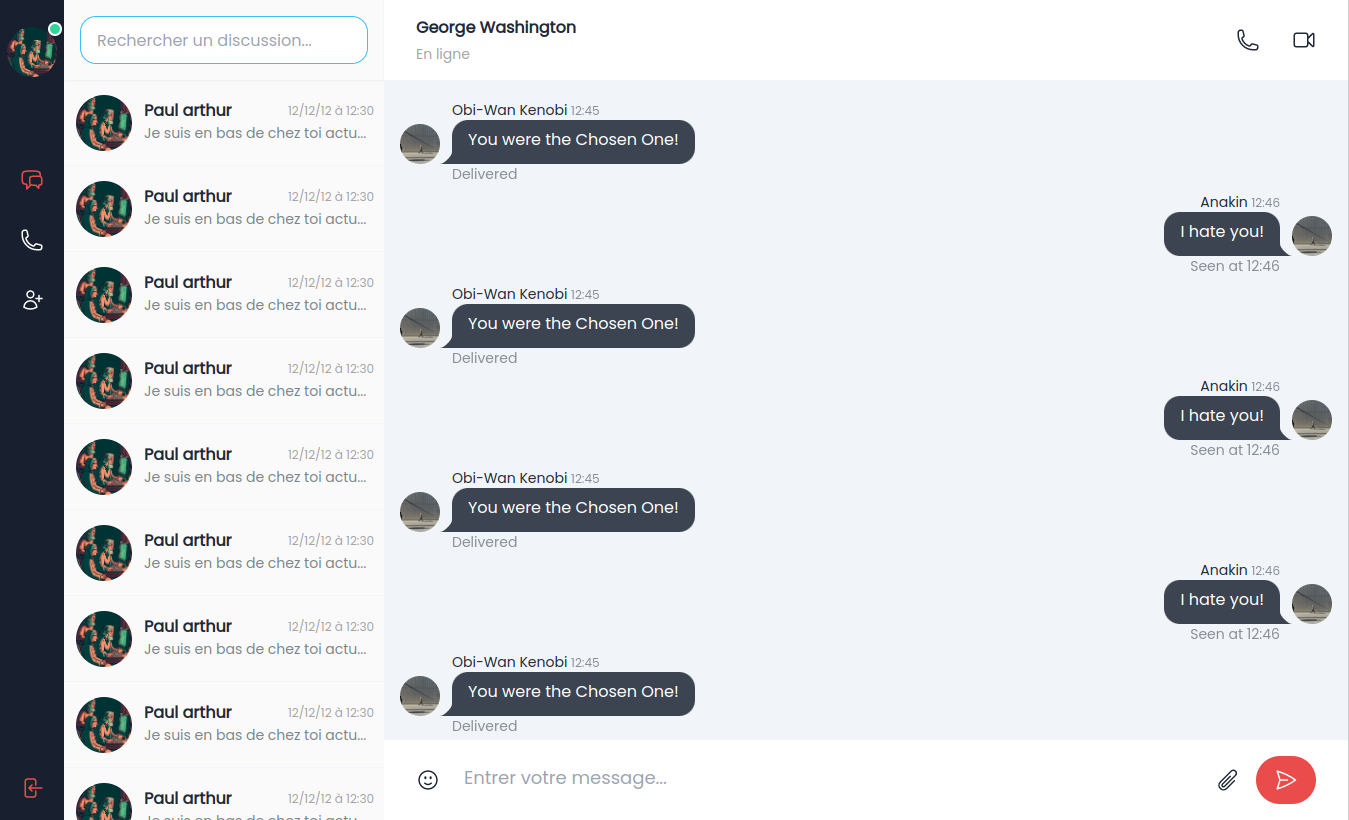 Rechercher un discussion...
Paul arthur 12/12/12 à 12:30
Je suis en bas de chez toi actu...
Paul arthur 12/12/12 à 12:30
Je suis en bas de chez toi actu...
Paul arthur 12/12/12 à 12:30
Je suis en bas de chez toi actu...
Paul arthur 12/12/12 à 12:30
Je suis en bas de chez toi actu...
Paul arthur 12/12/12 à 12:30
Je suis en bas de chez toi actu...
Paul arthur 12/12/12 à 12:30
Je suis en bas de chez toi actu...
Paul arthur 12/12/12 à 12:30
Je suis en bas de chez toi actu...
Paul arthur 12/12/12 à 12:30
Je suis en bas de chez toi actu...
Paul arthur 12/12/12 à 12:30
Je suis en bas de chez toi actu...
George Washington
En ligne
Obi-Wan Kenobi 12:45
You were the Chosen One!
Delivered
Anakin 12:46
I hate you!
Seen at 12:46
Obi-Wan Kenobi 12:45
You were the Chosen One!
Delivered
Anakin 12:46
I hate you!
Seen at 12:46
Obi-Wan Kenobi 12:45
You were the Chosen One!
Delivered
Anakin 12:46
I hate you!
Seen at 12:46
Obi-Wan Kenobi 12:45
You were the Chosen One!
Delivered
Entrer votre message...